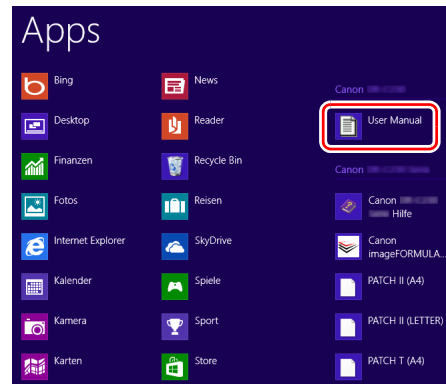 Apps
Bing
Desktop
Finanzen
Fotos
Internet Explorer
Kalender
Kamera
Karten
News
Reader
Recycle Bin
Reisen
SkyDrive
Spiele
Sport
Store
Canon
User Manual
Canon
Canon
Hilfe
Canon
imageFORMULA...
PATCH II (A4)
PATCH II (LETTER)
PATCH T (A4)